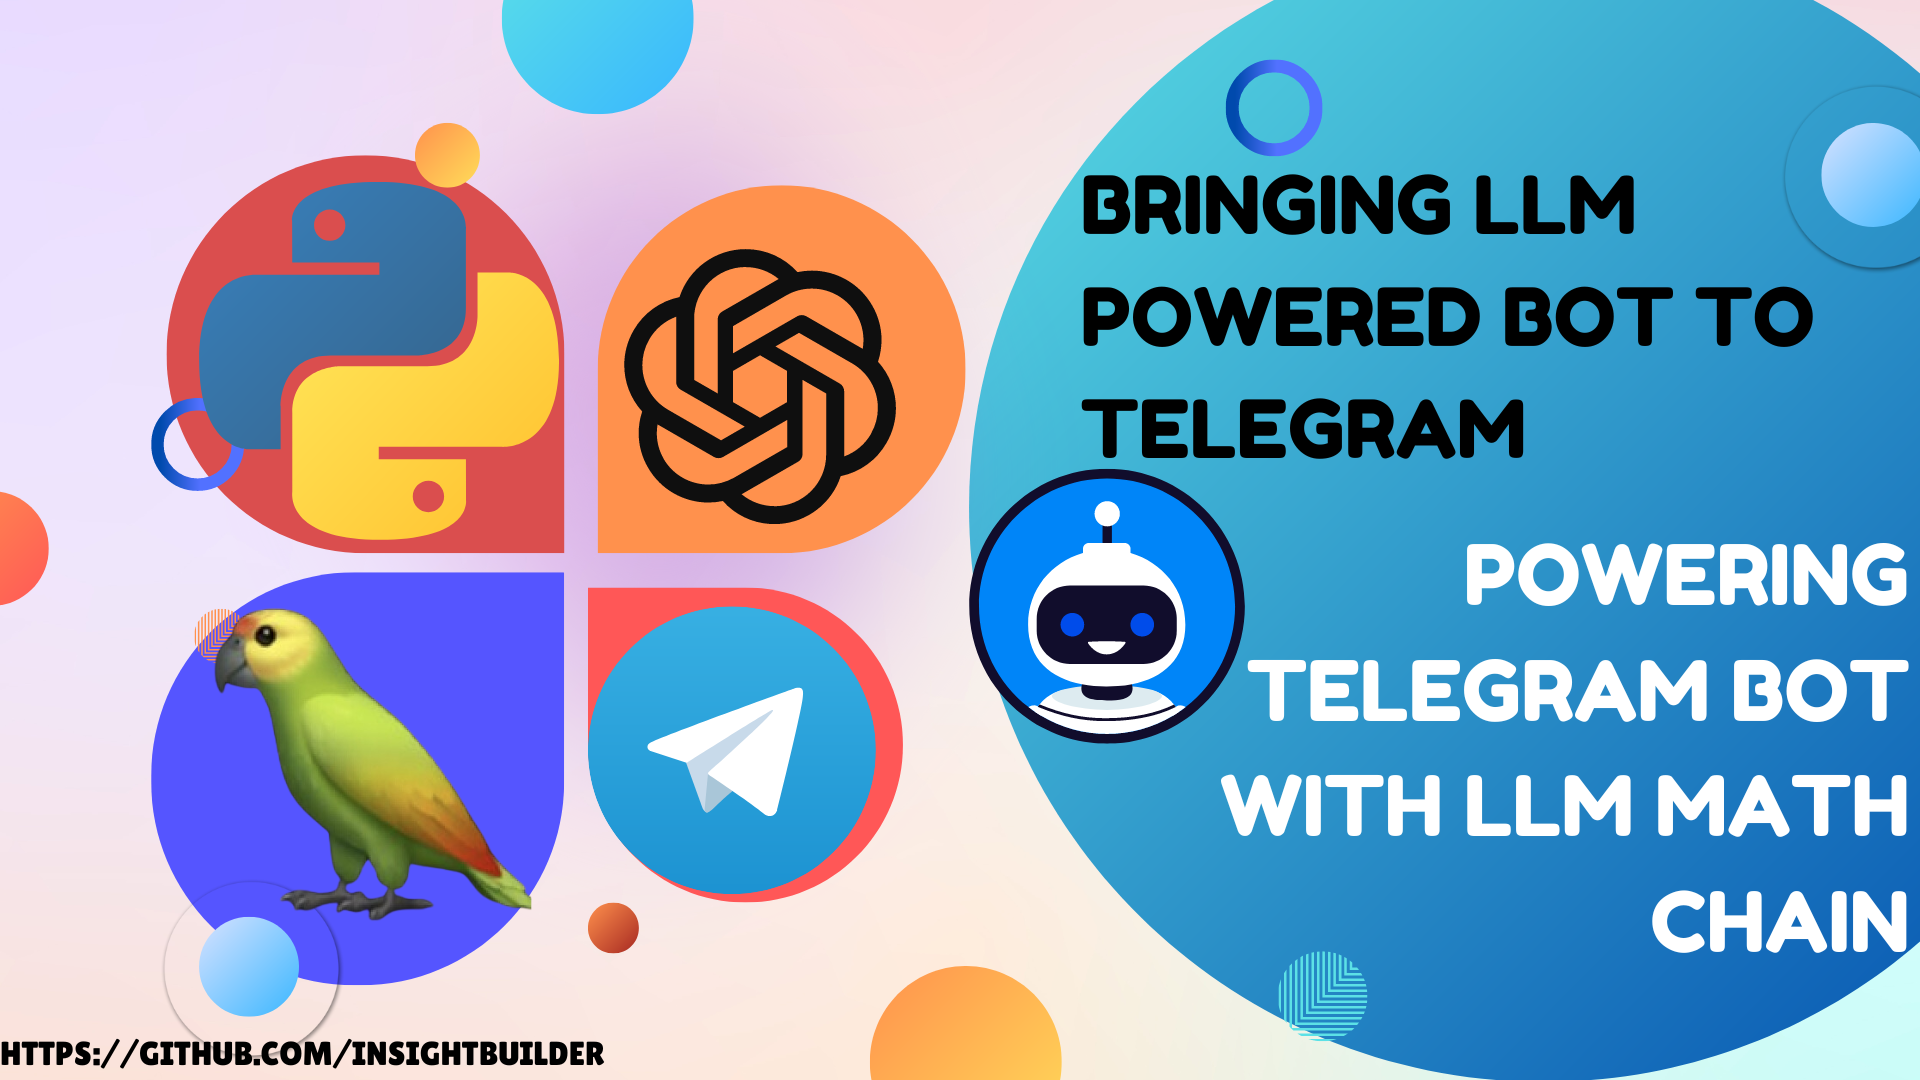 BRINGING LLM
POWERED BOT TO
TELEGRAM
POWERING
TELEGRAM BOT
WITH LLM MATH
CHAIN
HTTPS://GITHUB.COM/INSIGHTBUILDER